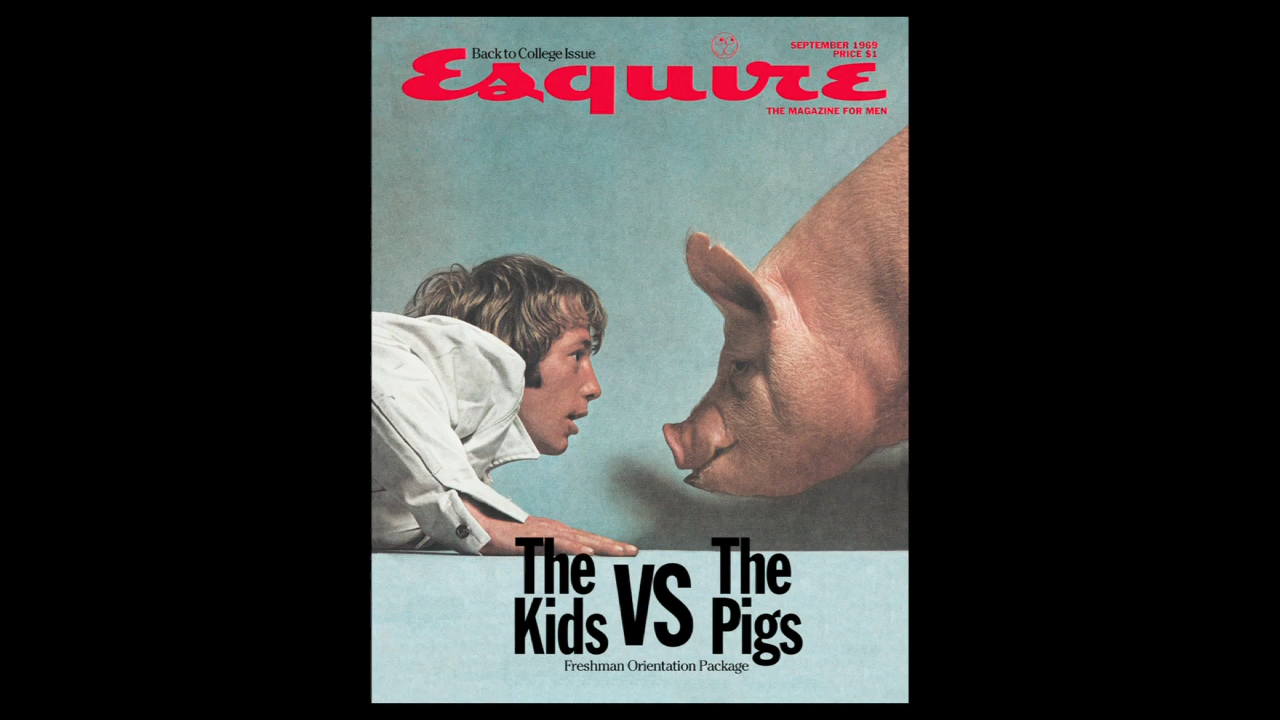 Back to College Issue
SEPTEMBER 1969
PRICE $1
Esquire
THE MAGAZINE FOR MEN
The
Kids
VS
The
Pigs
Freshman Orientation Package